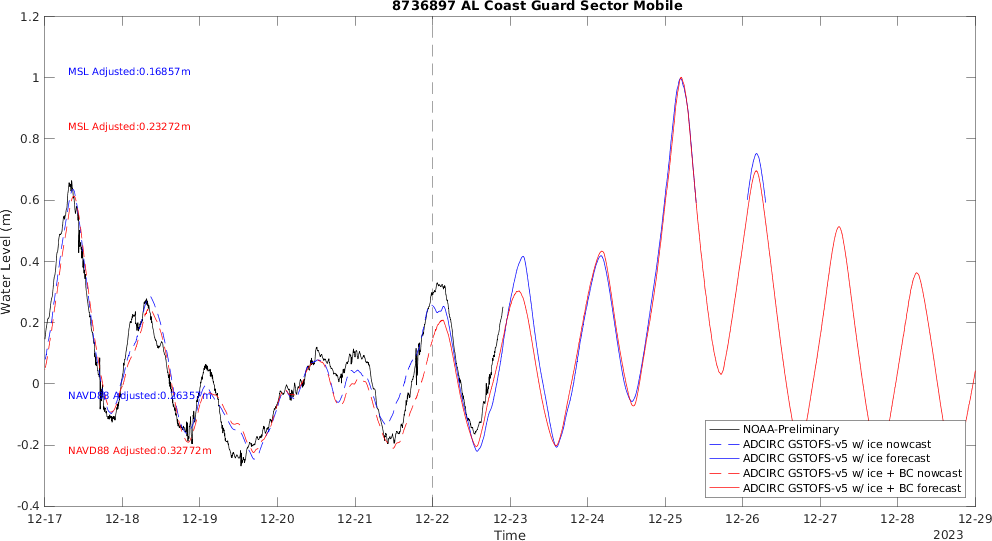 8736897 AL Coast Guard Sector Mobile
1.2
1
0.8
0.6
0.4
0.2
0
-0.2
-0.4
Water Level (m)
MSL Adjusted:0.16857m
MSL Adjusted:0.23272m
NAVD88 Adjusted:0.26357m
NAVD88 Adjusted:0.32772m
NOAA-Preliminary
ADCIRC GSTOFS-v5 w/ ice nowcast
ADCIRC GSTOFS-v5 w/ ice forecast
ADCIRC GSTOFS-v5 w/ ice + BC nowcast
ADCIRC GSTOFS-v5 w/ ice + BC forecast
12-17 12-18 12-19 12-20 12-21 12-22 12-23 12-24 12-25 12-26 12-27 12-28 12-29
Time
2023